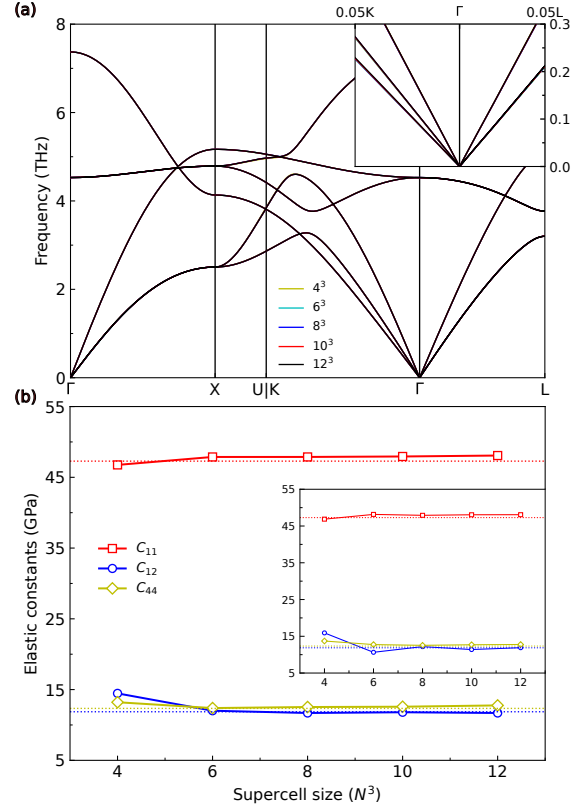 (a)
0.05K Γ 0.05L
8
6
4
2
0
Frequency (THz)
0.3
0.2
0.1
0.0
4³
6³
8³
10³
12³
Γ X U|K Γ L
(b)
55
45
35
25
15
5
Elastic constants (GPa)
C₁₁
C₁₂
C₄₄
55
45
35
25
15
5
4 6 8 10 12
4 6 8 10 12
Supercell size (N³)